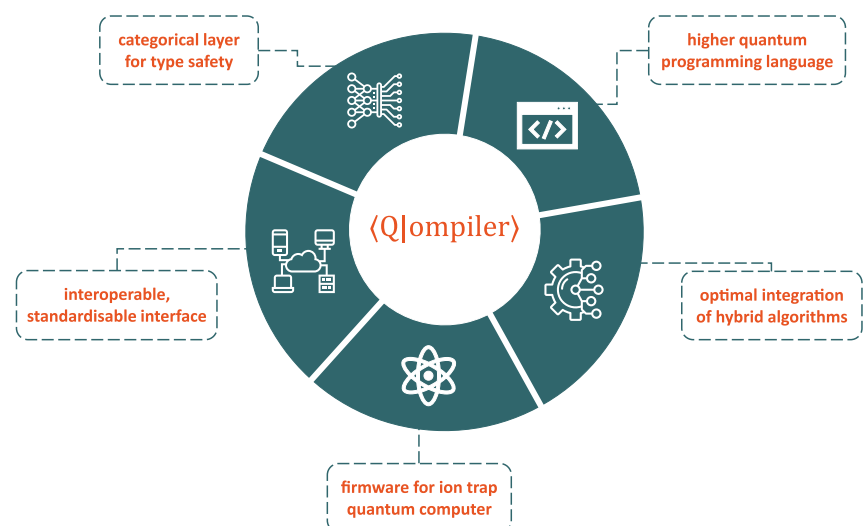 categorical layer
for type safety
higher quantum
programming language
</>
⟨Q|ompiler⟩
interoperable,
standardisable interface
optimal integration
of hybrid algorithms
firmware for ion trap
quantum computer